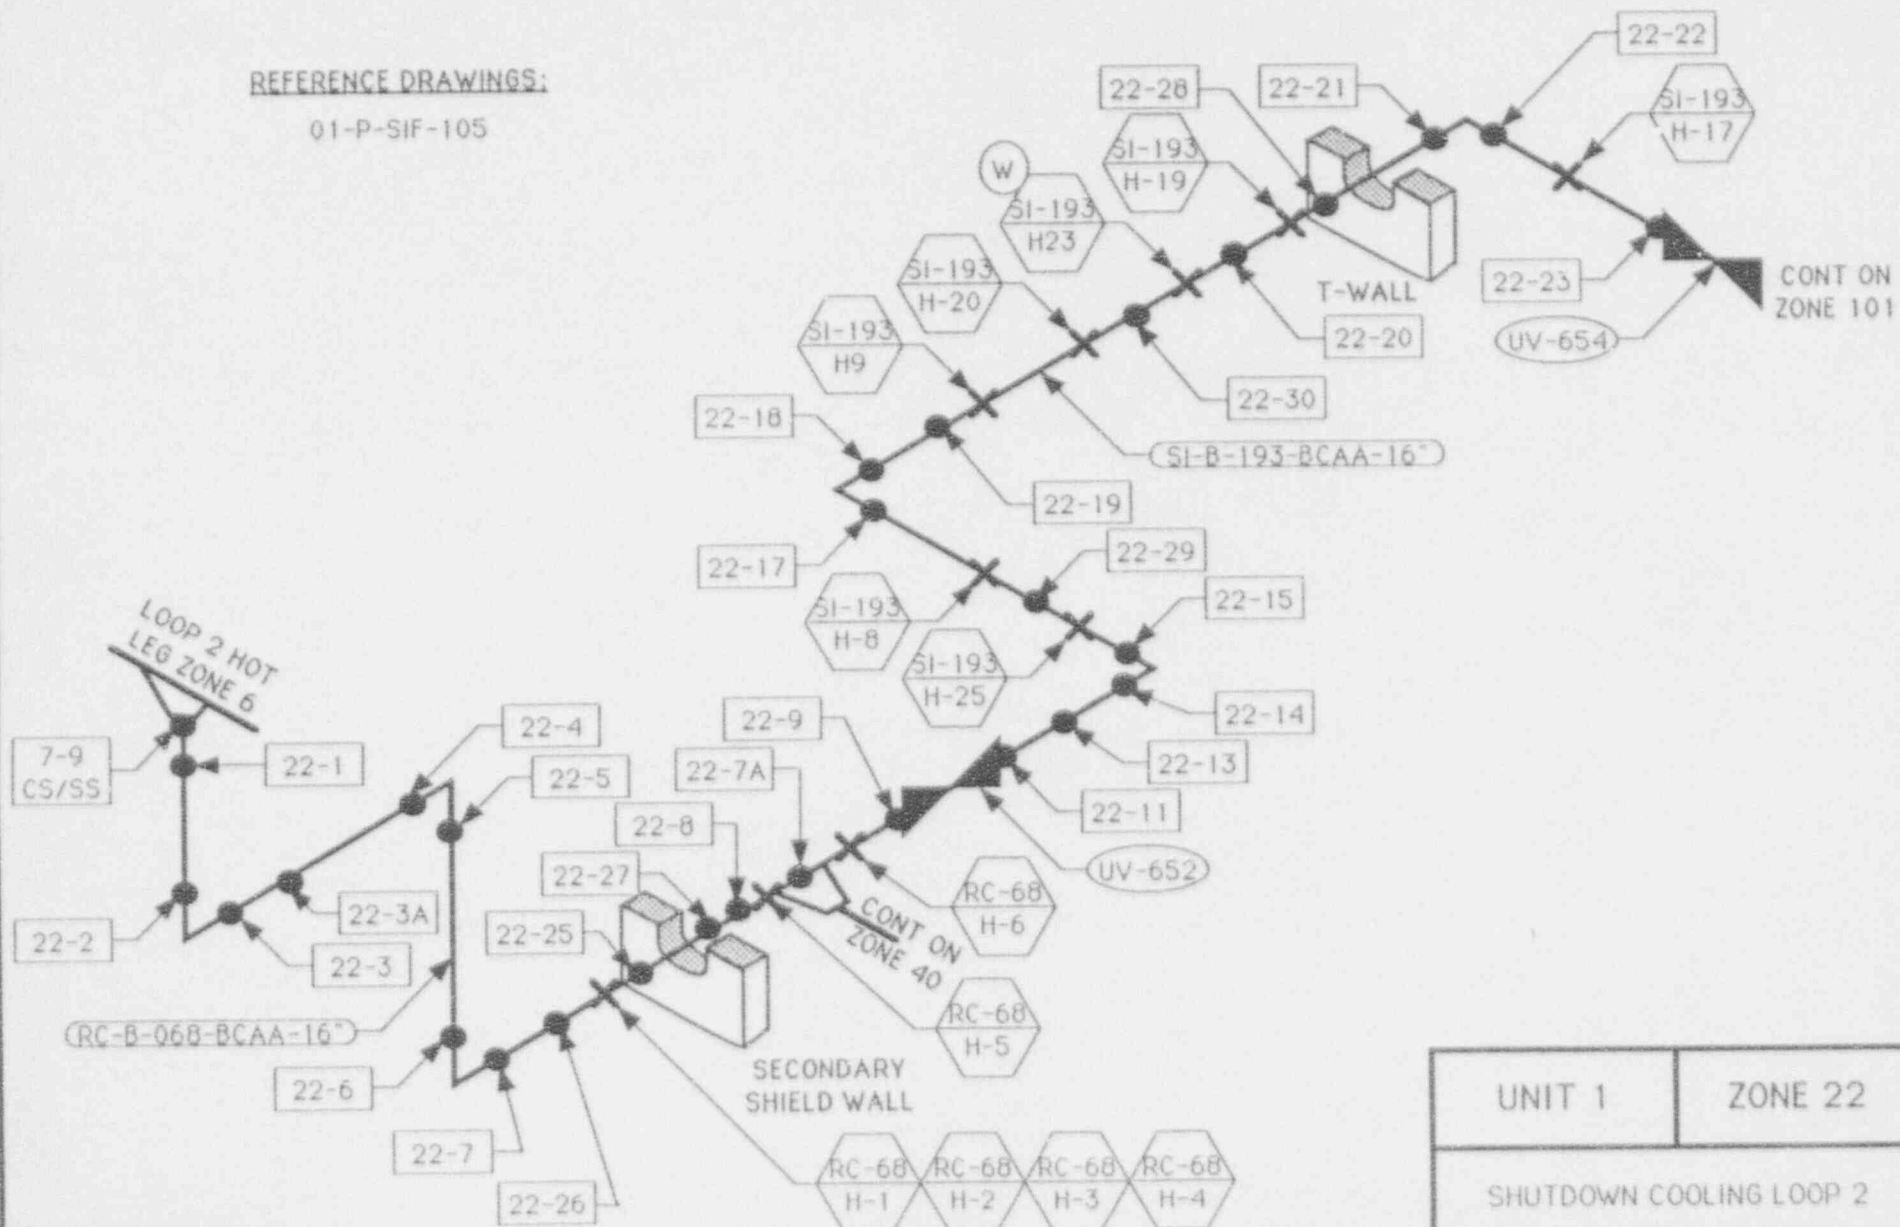 REFERENCE DRAWINGS:
01-P-SIF-105
22-22
22-28
22-21
SI-193
H-17
SI-193
H-19
W
SI-193
H23
SI-193
H-20
SI-193
H9
T-WALL
22-23
CONT ON
ZONE 101
22-20
UV-654
22-30
22-18
SI-B-193-BCAA-16"
22-19
22-17
22-29
SI-193
H-8
22-15
SI-193
H-25
LOOP 2 HOT
LEG ZONE 6
22-4
22-9
22-14
7-9
CS/SS
22-1
22-5
22-7A
22-13
22-8
22-11
22-27
UV-652
22-2
22-3A
22-3
22-25
CONT ON
ZONE 40
RC-68
H-6
RC-B-068-BCAA-16"
RC-68
H-5
22-6
SECONDARY
SHIELD WALL
22-7
22-26
RC-68
H-1
RC-68
H-2
RC-68
H-3
RC-68
H-4
UNIT 1
ZONE 22
SHUTDOWN COOLING LOOP 2